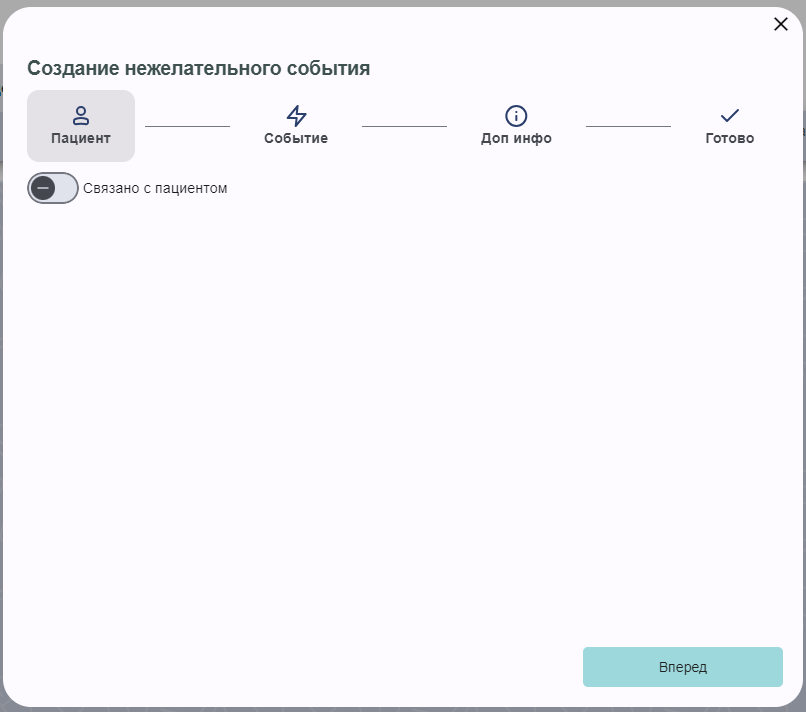 Создание нежелательного события
Пациент
Событие
Доп инфо
Готово
Связано с пациентом
Вперед